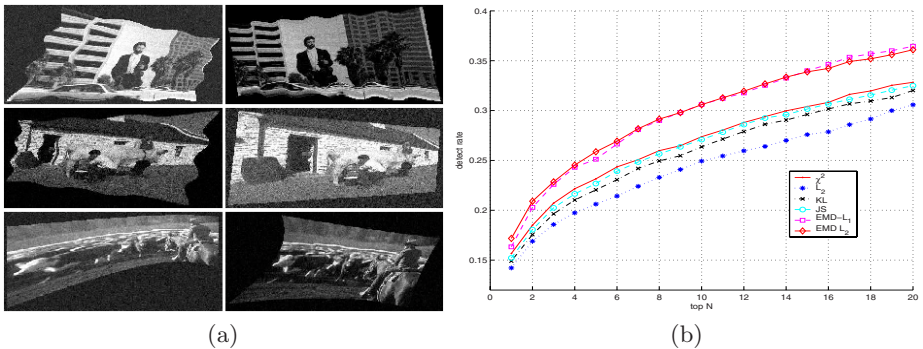 0.4
0.35
0.3
0.25
0.2
0.15
detect rate
0 2 4 6 8 10 12 14 16 18 20
top N
χ²
L₂
KL
JS
EMD−L₁
EMD L₂
(a)
(b)